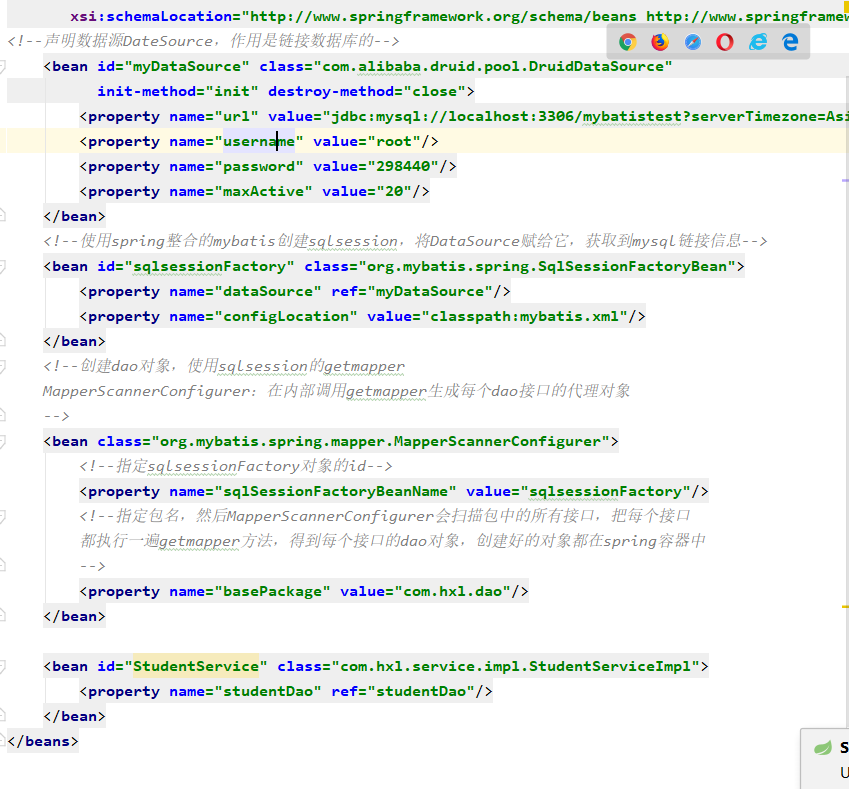 xsi:schemaLocation="http://www.springframework.org/schema/beans http://www.springframew
<!--声明数据源DateSource，作用是链接数据库的-->
<bean id="myDataSource" class="com.alibaba.druid.pool.DruidDataSource"
init-method="init" destroy-method="close">
<property name="url" value="jdbc:mysql://localhost:3306/mybatistest?serverTimezone=Asi
<property name="username" value="root"/>
<property name="password" value="298440"/>
<property name="maxActive" value="20"/>
</bean>
<!--使用spring整合的mybatis创建sqlsession，将DataSource赋给它，获取到mysql链接信息-->
<bean id="sqlsessionFactory" class="org.mybatis.spring.SqlSessionFactoryBean">
<property name="dataSource" ref="myDataSource"/>
<property name="configLocation" value="classpath:mybatis.xml"/>
</bean>
<!--创建dao对象，使用sqlsession的getmapper
MapperScannerConfigurer：在内部调用getmapper生成每个dao接口的代理对象
-->
<bean class="org.mybatis.spring.mapper.MapperScannerConfigurer">
<!--指定sqlsessionFactory对象的id-->
<property name="sqlSessionFactoryBeanName" value="sqlsessionFactory"/>
<!--指定包名，然后MapperScannerConfigurer会扫描包中的所有接口，把每个接口
都执行一遍getmapper方法，得到每个接口的dao对象，创建好的对象都在spring容器中
-->
<property name="basePackage" value="com.hxl.dao"/>
</bean>
<bean id="StudentService" class="com.hxl.service.impl.StudentServiceImpl">
<property name="studentDao" ref="studentDao"/>
</bean>
</beans>
S
U